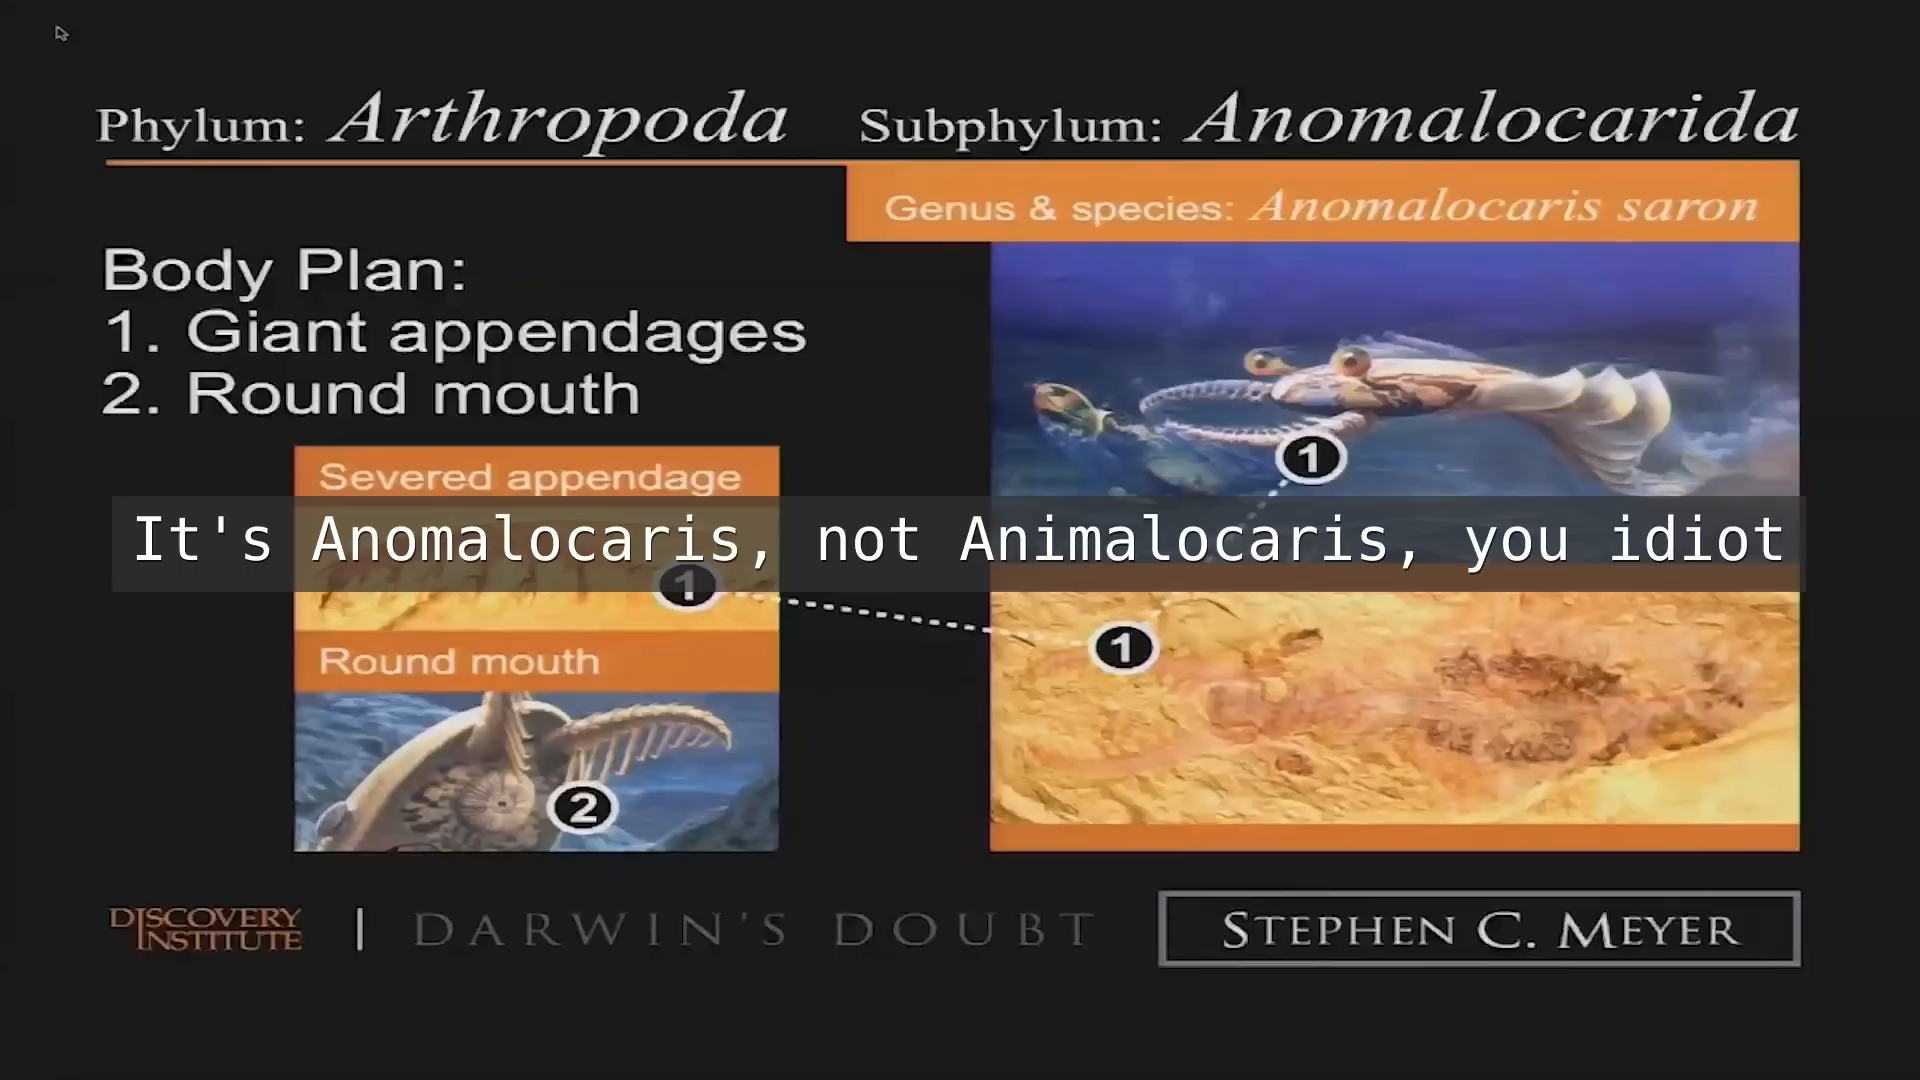 Phylum: Arthropoda Subphylum: Anomalocarida
Genus & species: Anomalocaris saron
Body Plan:
1. Giant appendages
2. Round mouth
Severed appendage
It's Anomalocaris, not Animalocaris, you idiot
1
1
1
Round mouth
2
DISCOVERY
INSTITUTE
DARWIN'S DOUBT
STEPHEN C. MEYER